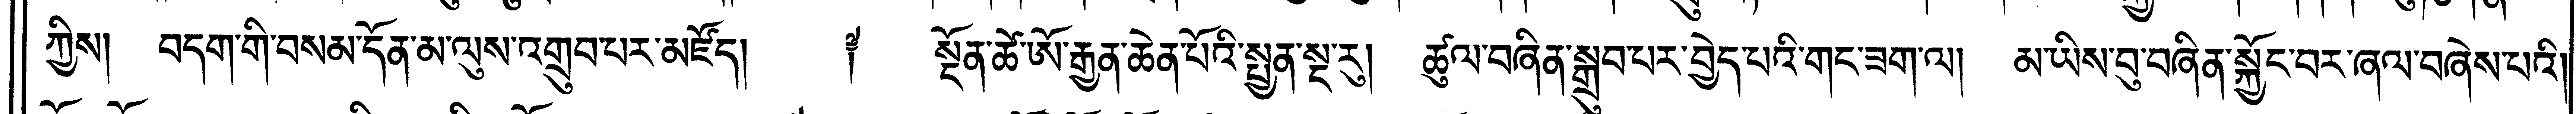 ཀྱིས། བདག་གི་བསམ་དོན་མ་ལུས་འགྲུབ་པར་མཛོད། ༈ སྔོན་ཚེ་ཨོ་རྒྱན་ཆེན་པོའི་སྤྱན་སྔ་རུ། ཚུལ་བཞིན་སྒྲུབ་པར་བྱེད་པའི་གང་ཟག་ལ། མ་ཡིས་བུ་བཞིན་སྐྱོང་བར་ཞལ་བཞེས་པའི།